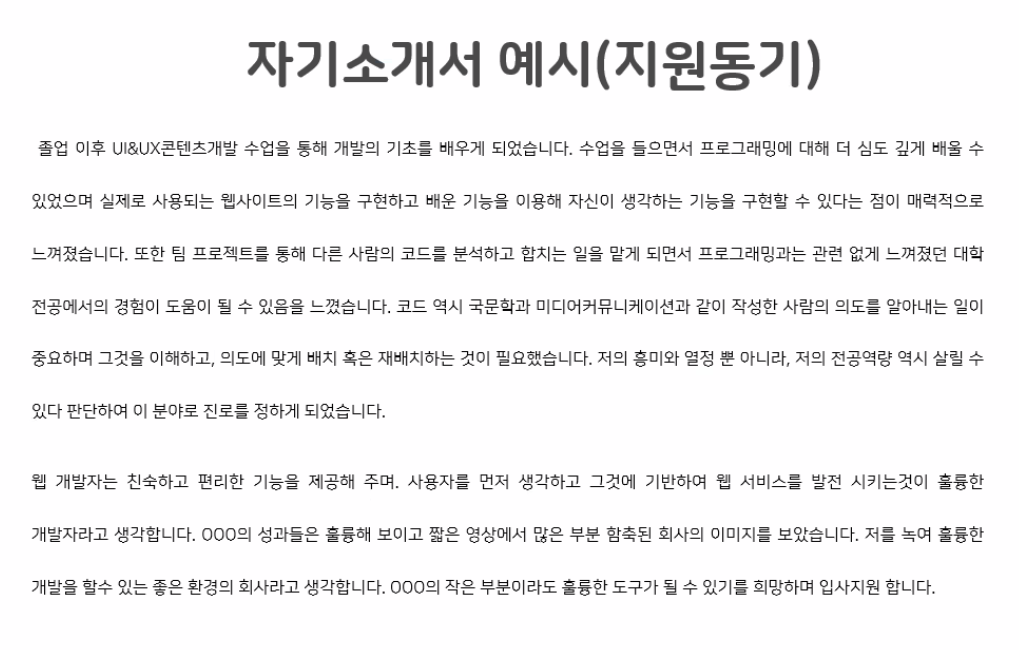 자기소개서 예시(지원동기)
졸업 이후 UI&UX콘텐츠개발 수업을 통해 개발의 기초를 배우게 되었습니다. 수업을 들으면서 프로그래밍에 대해 더 심도 깊게 배울 수
있었으며 실제로 사용되는 웹사이트의 기능을 구현하고 배운 기능을 이용해 자신이 생각하는 기능을 구현할 수 있다는 점이 매력적으로
느껴졌습니다. 또한 팀 프로젝트를 통해 다른 사람의 코드를 분석하고 합치는 일을 맡게 되면서 프로그래밍과는 관련 없게 느껴졌던 대학
전공에서의 경험이 도움이 될 수 있음을 느꼈습니다. 코드 역시 국문학과 미디어커뮤니케이션과 같이 작성한 사람의 의도를 알아내는 일이
중요하며 그것을 이해하고, 의도에 맞게 배치 혹은 재배치하는 것이 필요했습니다. 저의 흥미와 열정 뿐 아니라, 저의 전공역량 역시 살릴 수
있다 판단하여 이 분야로 진로를 정하게 되었습니다.
웹 개발자는 친숙하고 편리한 기능을 제공해 주며. 사용자를 먼저 생각하고 그것에 기반하여 웹 서비스를 발전 시키는것이 훌륭한
개발자라고 생각합니다. OOO의 성과들은 훌륭해 보이고 짧은 영상에서 많은 부분 함축된 회사의 이미지를 보았습니다. 저를 녹여 훌륭한
개발을 할수 있는 좋은 환경의 회사라고 생각합니다. OOO의 작은 부분이라도 훌륭한 도구가 될 수 있기를 희망하며 입사지원 합니다.